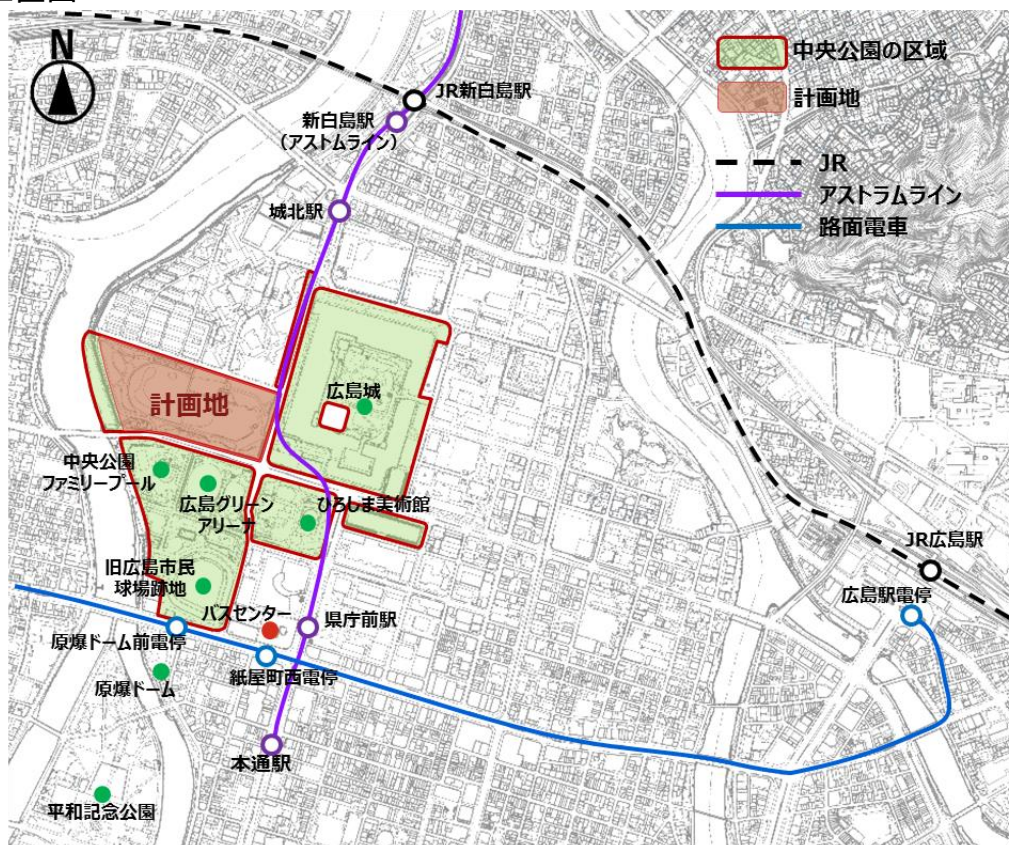 N
中央公園の区域
計画地
JR
アストラムライン
路面電車
JR新白島駅
新白島駅
（アストムライン）
城北駅
計画地
広島城
中央公園
ファミリープール
広島グリーン
アリーナ
ひろしま美術館
旧広島市民
球場跡地
バスセンター
県庁前駅
原爆ドーム前電停
紙屋町西電停
原爆ドーム
本通駅
平和記念公園
JR広島駅
広島駅電停